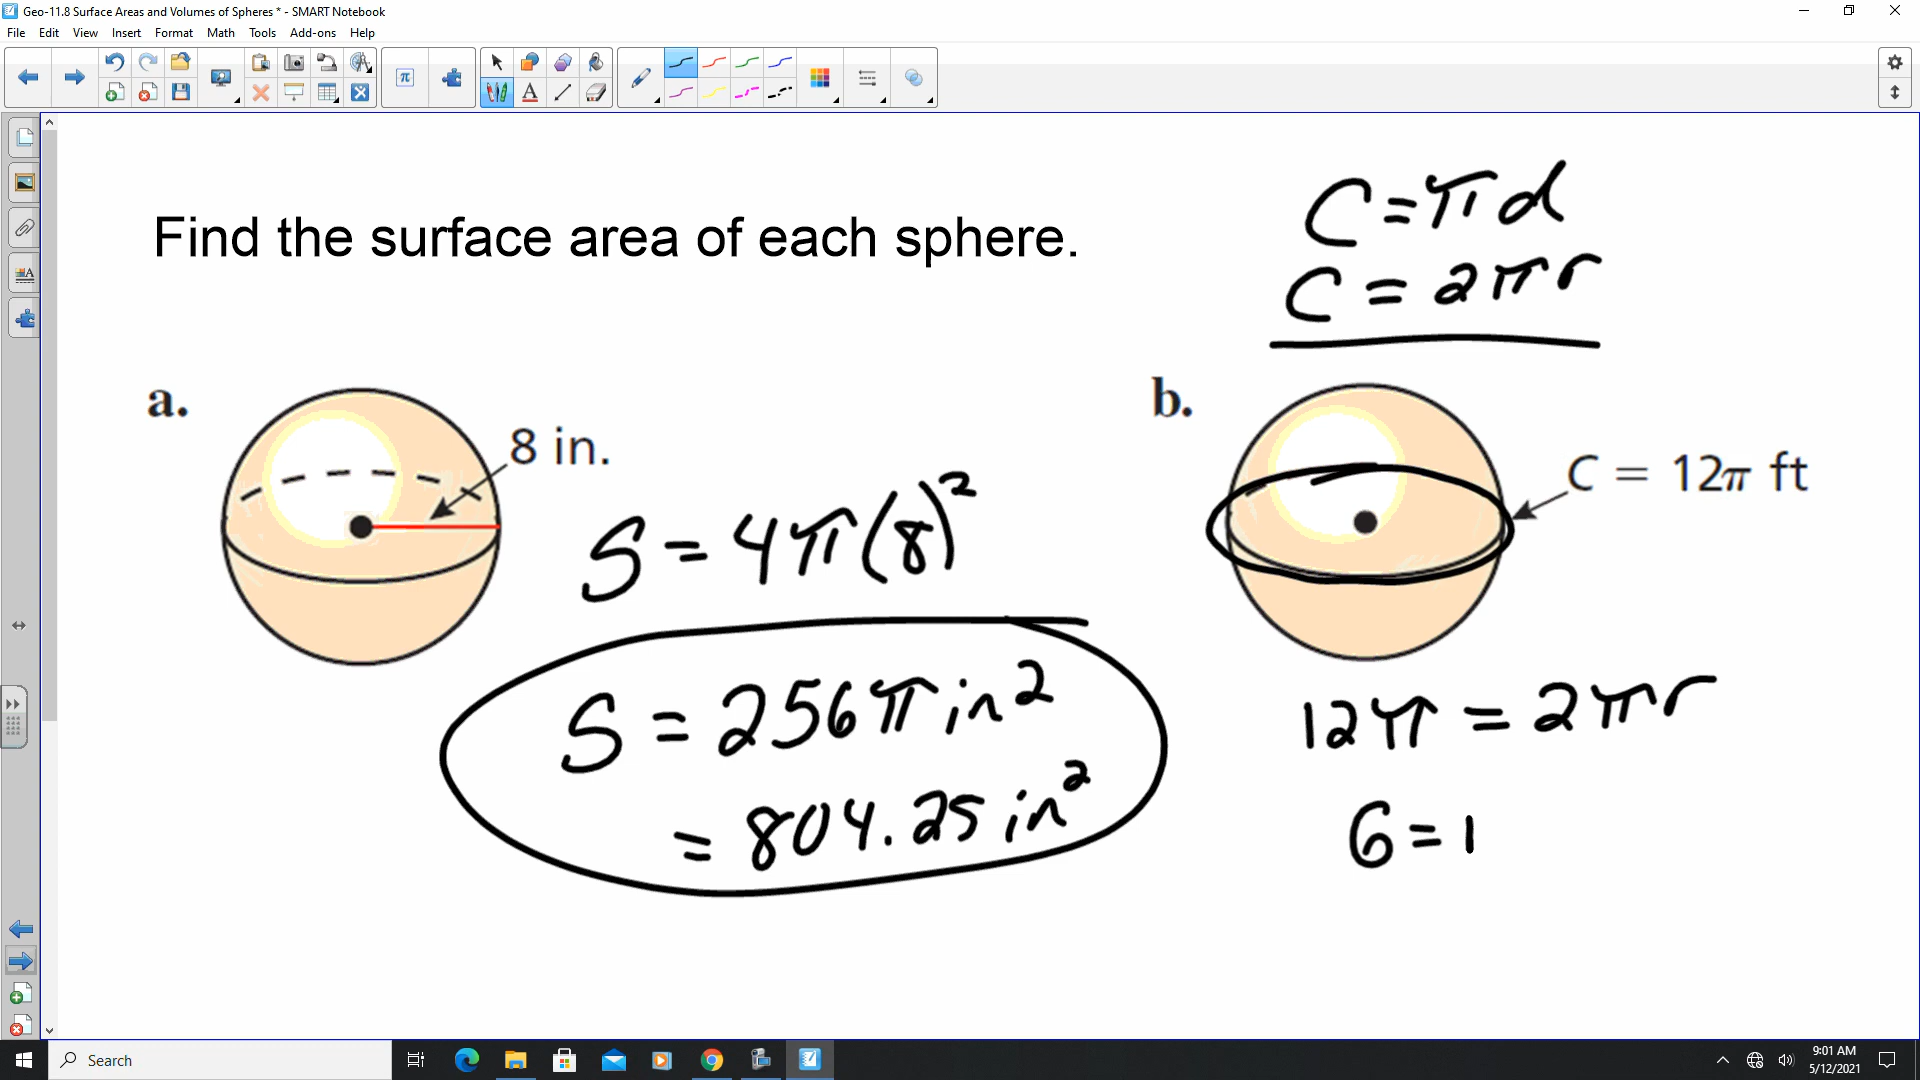 Geo-11.8 Surface Areas and Volumes of Spheres * - SMART Notebook
File Edit View Insert Format Math Tools Add-ons Help
Find the surface area of each sphere.
C = πd
C = 2πr
a.
8 in.
S = 4π(8)²
S = 256π in²
= 804.25 in²
b.
C = 12π ft
12π = 2πr
6 = 1
Search
9:01 AM
5/12/2021